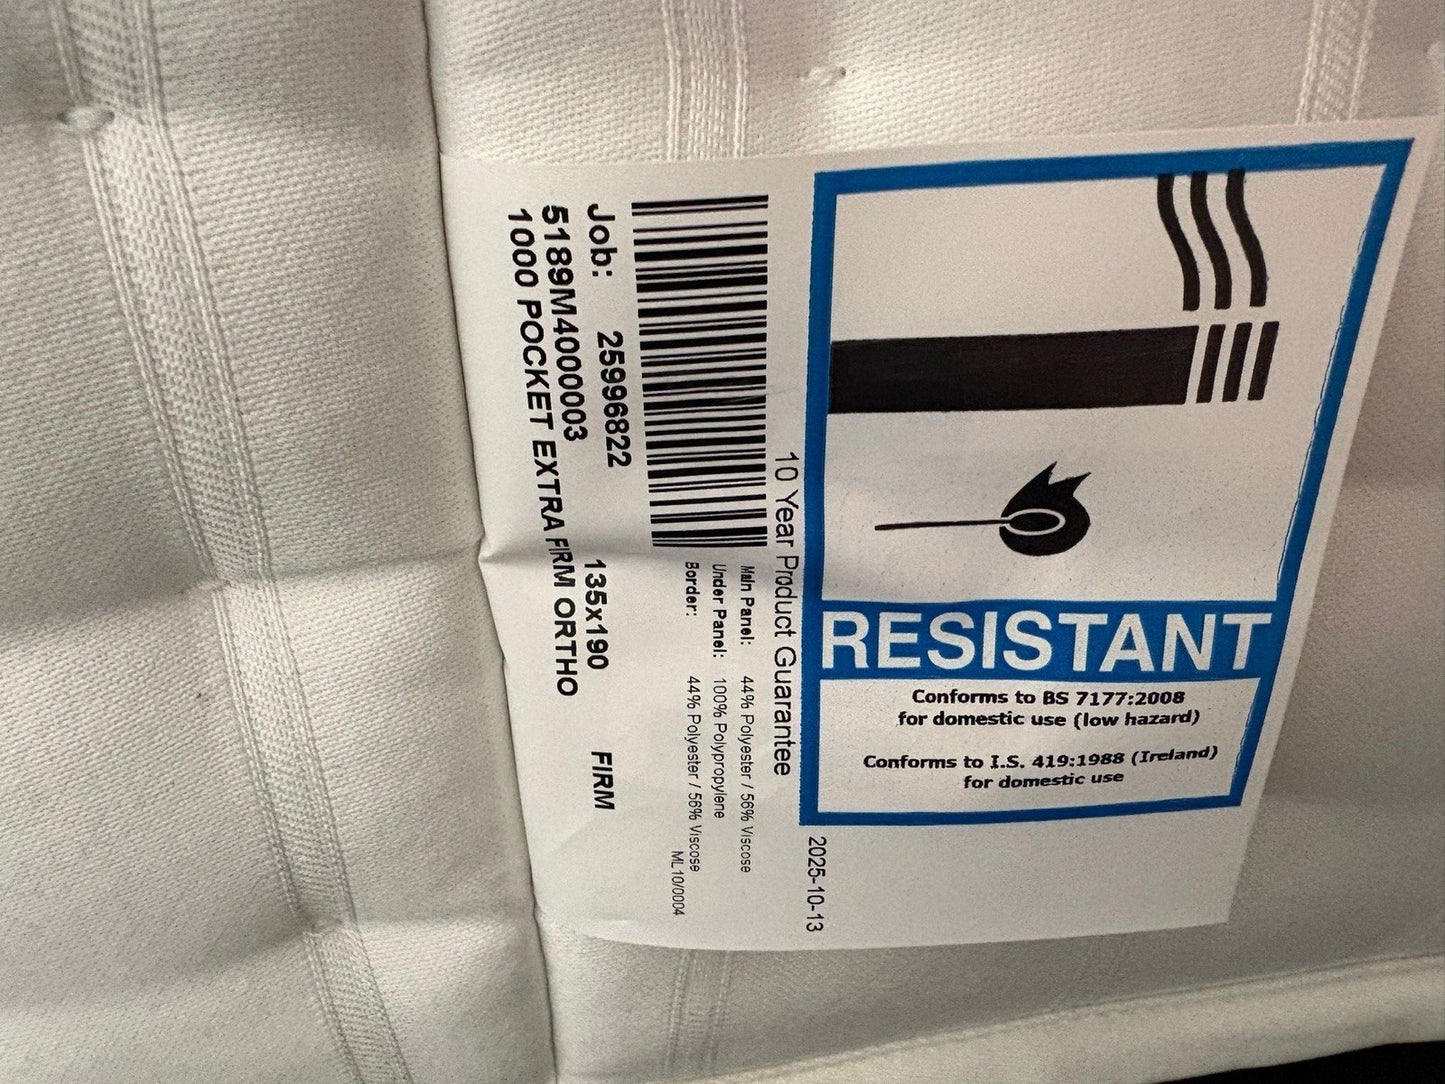 RESISTANT
Conforms to BS 7177:2008
for domestic use (low hazard)
Conforms to I.S. 419:1988 (Ireland)
for domestic use
10 Year Product Guarantee
2025-10-13
Main Panel: 44% Polyester / 56% Viscose
Under Panel: 100% Polypropylene
Border: 44% Polyester / 56% Viscose
ML10/0004
Job: 25996822 135x190 FIRM
5189M4000003
1000 POCKET EXTRA FIRM ORTHO